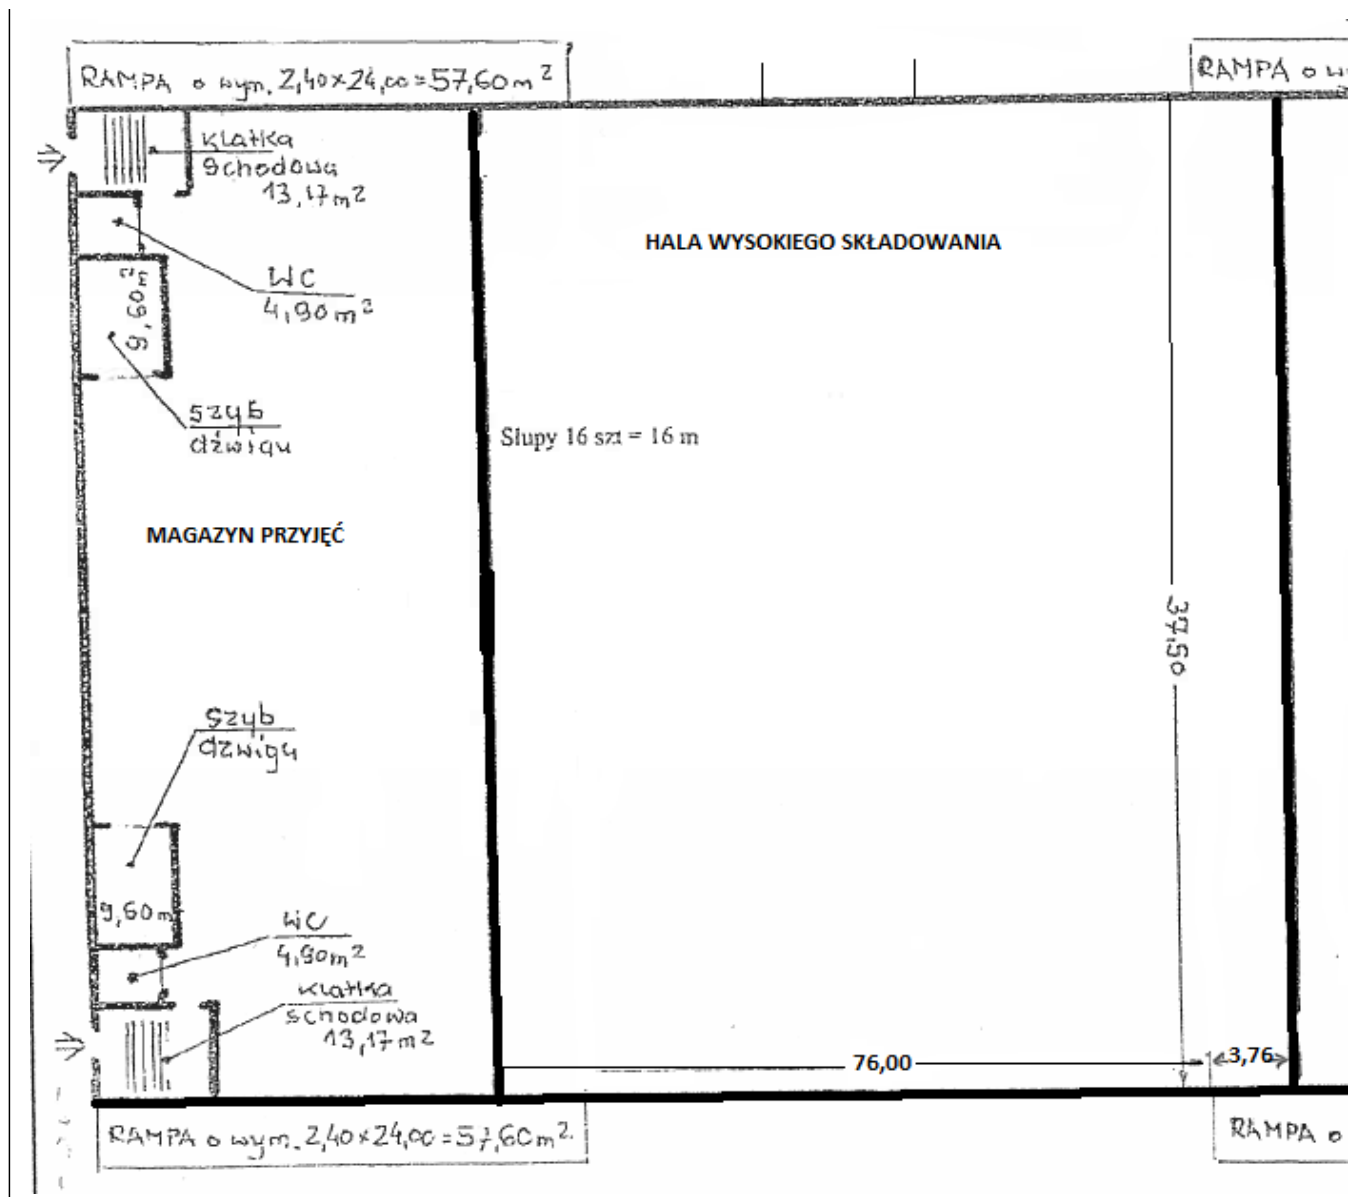 RAMPA o wym. 2,40×24,00=57,60m²
RAMPA o
klatka
schodowa
13,17m²
HALA WYSOKIEGO SKŁADOWANIA
WC
4,90m²
9,60m²
szyb
dźwigu
Słupy 16 szt = 16 m
MAGAZYN PRZYJĘĆ
37,50
szyb
dzwigu
9,60m
WC
4,90m²
klatka
schodowa
13,17m²
76,00
3,76
RAMPA o wym. 2,40×24,00=57,60m².
RAMPA o